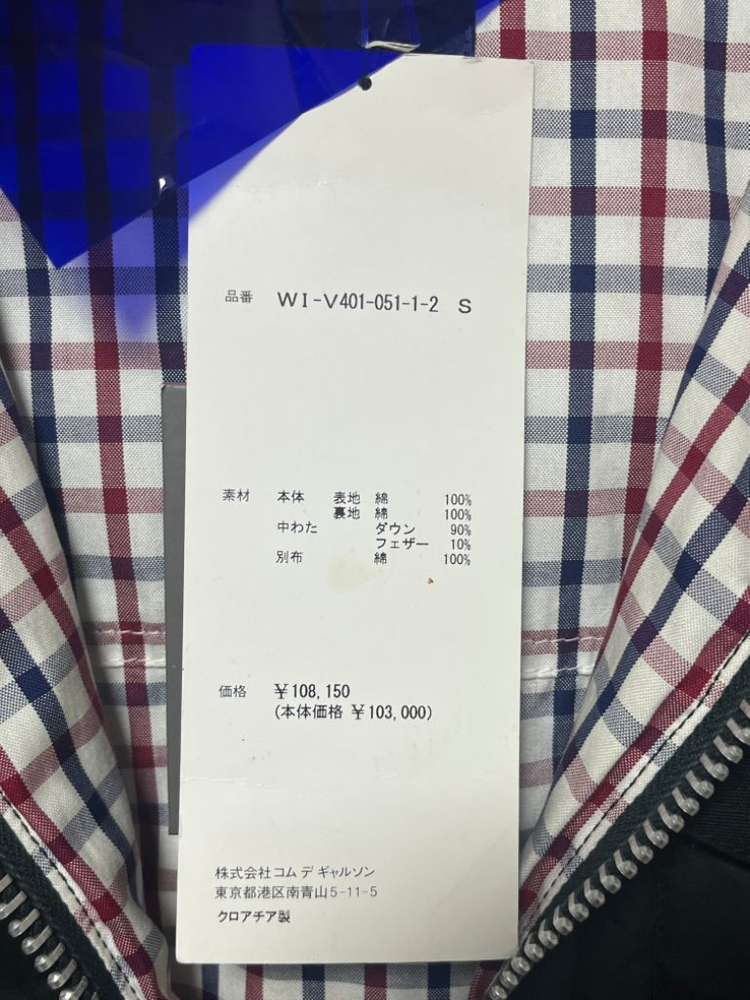 品番 WI-V401-051-1-2 S
素材 本体 表地 綿 100%
裏地 綿 100%
中わた ダウン 90%
フェザー 10%
別布 綿 100%
価格 ¥108,150
(本体価格 ¥103,000)
株式会社コム デ ギャルソン
東京都港区南青山5-11-5
クロアチア製